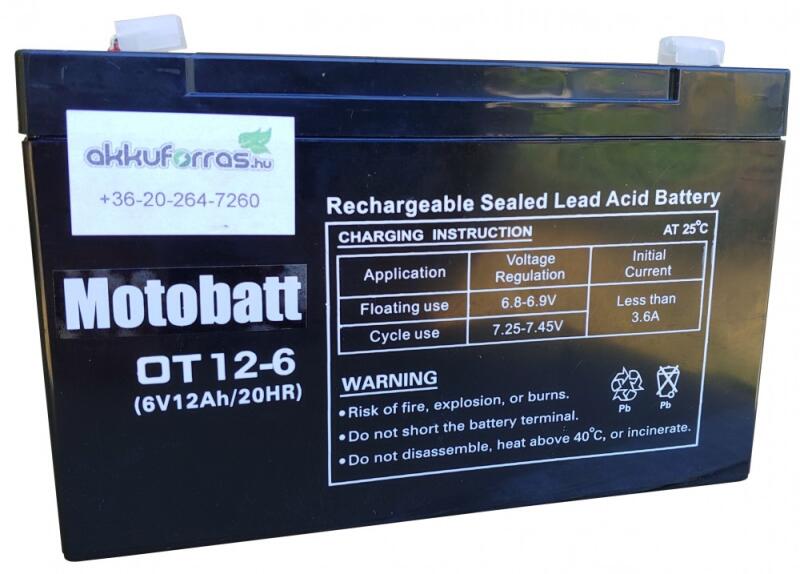 akkuforras.hu
+36-20-264-7260
Motobatt
OT 12-6
(6V12Ah/20HR)
Rechargeable Sealed Lead Acid Battery
CHARGING INSTRUCTION AT 25°C
Application Voltage Regulation Initial Current
Floating use 6.8-6.9V Less than 3.6A
Cycle use 7.25-7.45V
WARNING
•Risk of fire, explosion, or burns.
•Do not short the battery terminal.
•Do not disassemble, heat above 40°C, or incinerate.
Pb Pb